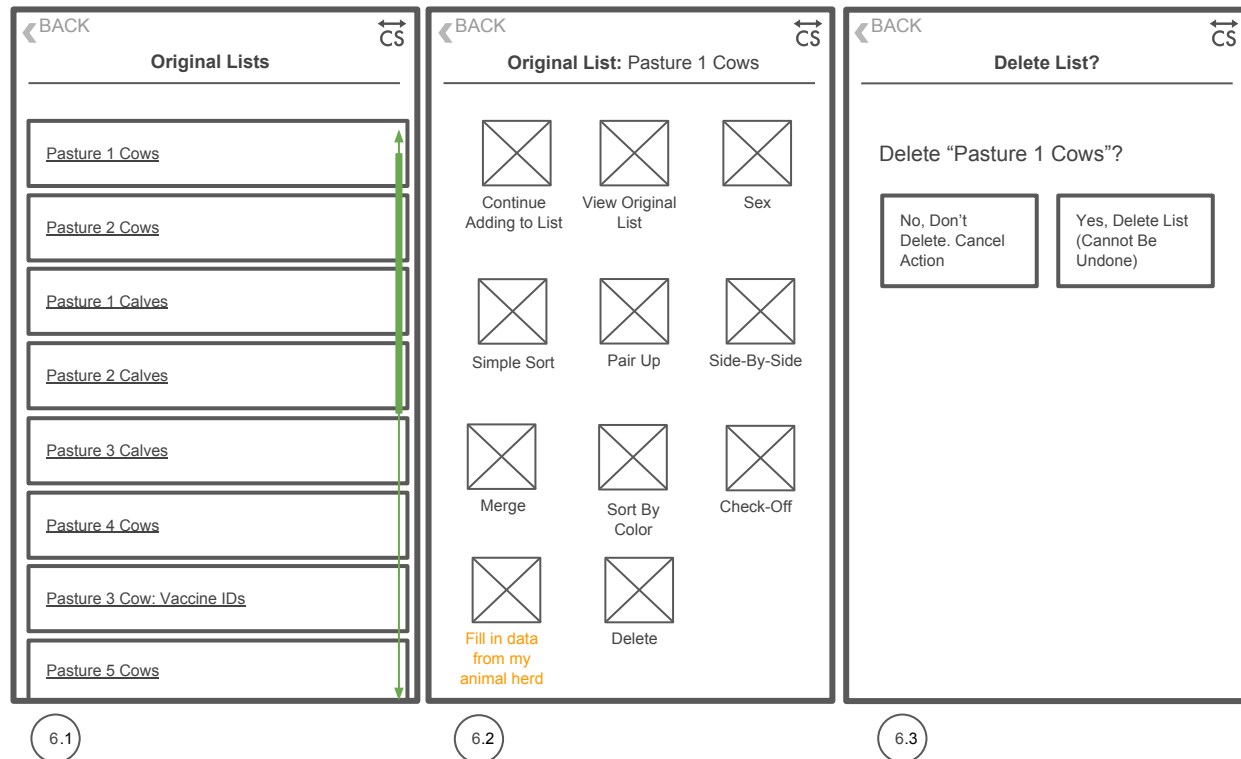 BACK
CS
Original Lists
Pasture 1 Cows
Pasture 2 Cows
Pasture 1 Calves
Pasture 2 Calves
Pasture 3 Calves
Pasture 4 Cows
Pasture 3 Cow: Vaccine IDs
Pasture 5 Cows
6.1
BACK
CS
Original List: Pasture 1 Cows
Continue
Adding to List
View Original
List
Sex
Simple Sort
Pair Up
Side-By-Side
Merge
Sort By
Color
Check-Off
Fill in data
from my
animal herd
Delete
6.2
BACK
CS
Delete List?
Delete “Pasture 1 Cows”?
No, Don’t
Delete. Cancel
Action
Yes, Delete List
(Cannot Be
Undone)
6.3